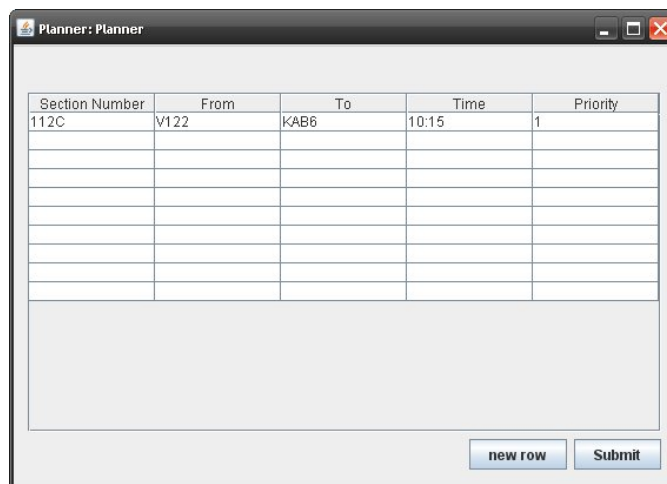 Planner: Planner
Section Number From To Time Priority
112C V122 KAB6 10:15 1
new row Submit